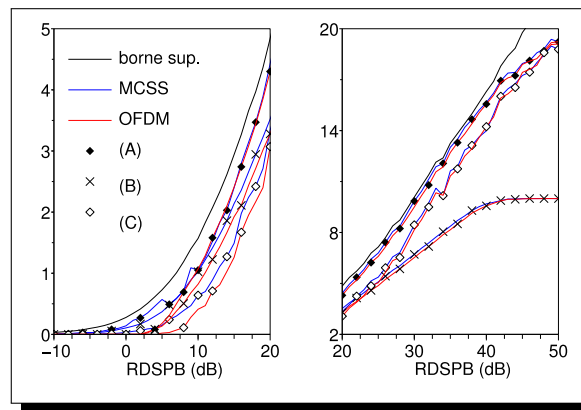 5
4
3
2
1
0
borne sup.
MCSS
OFDM
(A)
(B)
(C)
−10
0
10
20
RDSPB (dB)
20
14
8
2
20
30
40
50
RDSPB (dB)